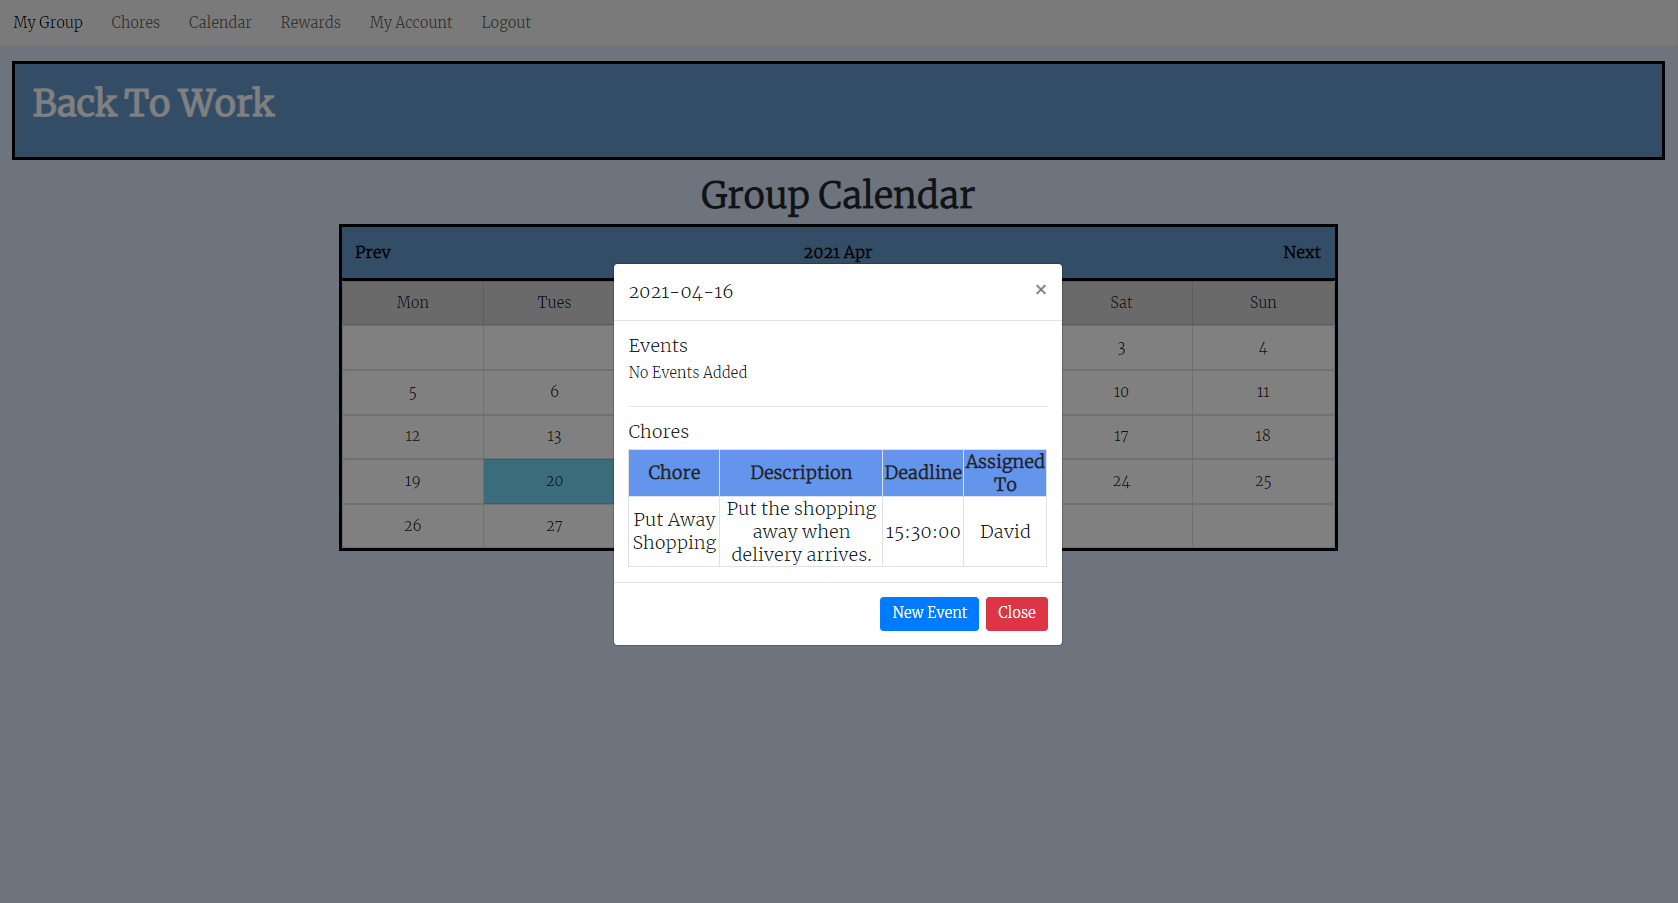 My Group Chores Calendar Rewards My Account Logout
Back To Work
Group Calendar
Prev 2021 Apr Next
2021-04-16 ×
Mon Tues Sat Sun
Events
3 4
No Events Added
5 6 10 11
Chores
12 13 17 18
Chore Description Deadline Assigned
To
19 20 24 25
Put Away
Shopping
Put the shopping
away when
delivery arrives.
15:30:00
David
26 27
New Event Close